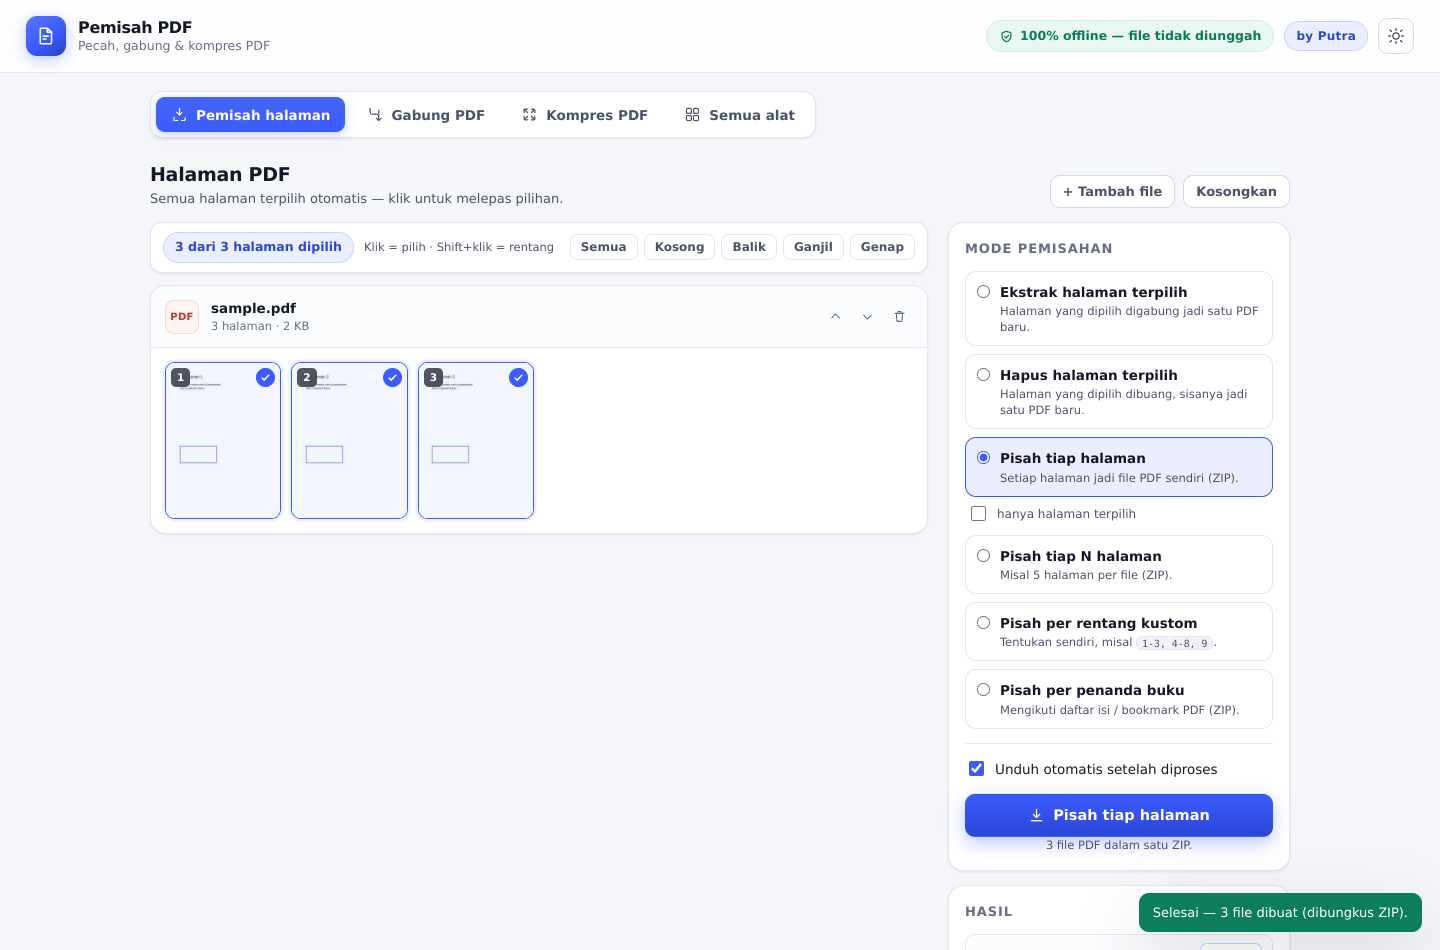 Pemisah PDF
Pecah, gabung & kompres PDF
100% offline — file tidak diunggah
by Putra
Pemisah halaman
Gabung PDF
Kompres PDF
Semua alat
Halaman PDF
Semua halaman terpilih otomatis — klik untuk melepas pilihan.
+ Tambah file
Kosongkan
3 dari 3 halaman dipilih
Klik = pilih · Shift+klik = rentang
Semua
Kosong
Balik
Ganjil
Genap
PDF
sample.pdf
3 halaman · 2 KB
1
2
3
MODE PEMISAHAN
Ekstrak halaman terpilih
Halaman yang dipilih digabung jadi satu PDF
baru.
Hapus halaman terpilih
Halaman yang dipilih dibuang, sisanya jadi
satu PDF baru.
Pisah tiap halaman
Setiap halaman jadi file PDF sendiri (ZIP).
hanya halaman terpilih
Pisah tiap N halaman
Misal 5 halaman per file (ZIP).
Pisah per rentang kustom
Tentukan sendiri, misal 1-3, 4-8, 9.
Pisah per penanda buku
Mengikuti daftar isi / bookmark PDF (ZIP).
Unduh otomatis setelah diproses
Pisah tiap halaman
3 file PDF dalam satu ZIP.
HASIL
Selesai — 3 file dibuat (dibungkus ZIP).